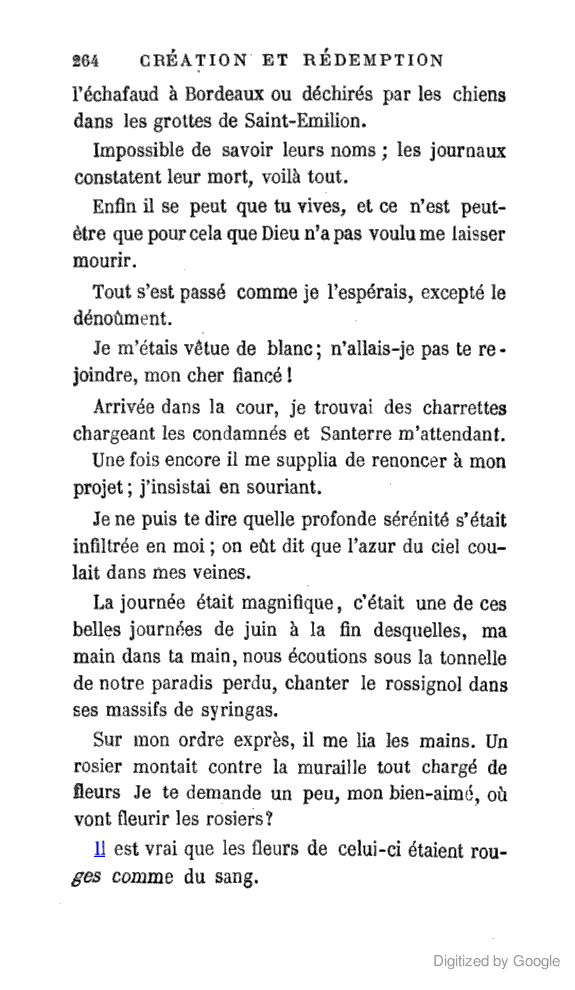 264 CRÉATION ET RÉDEMPTION
l'échafaud à Bordeaux ou déchirés par les chiens
dans les grottes de Saint-Emilion.
Impossible de savoir leurs noms ; les journaux
constatent leur mort, voilà tout.
Enfin il se peut que tu vives, et ce n'est peut-
être que pour cela que Dieu n'a pas voulu me laisser
mourir.
Tout s'est passé comme je l'espérais, excepté le
dénoûment.
Je m'étais vêtue de blanc ; n'allais-je pas te re-
joindre, mon cher fiancé !
Arrivée dans la cour, je trouvai des charrettes
chargeant les condamnés et Santerre m'attendant.
Une fois encore il me supplia de renoncer à mon
projet ; j'insistai en souriant.
Je ne puis te dire quelle profonde sérénité s'était
infiltrée en moi ; on eût dit que l'azur du ciel cou-
lait dans mes veines.
La journée était magnifique, c'était une de ces
belles journées de juin à la fin desquelles, ma
main dans ta main, nous écoutions sous la tonnelle
de notre paradis perdu, chanter le rossignol dans
ses massifs de syringas.
Sur mon ordre exprès, il me lia les mains. Un
rosier montait contre la muraille tout chargé de
fleurs Je te demande un peu, mon bien-aimé, où
vont fleurir les rosiers?
Il est vrai que les fleurs de celui-ci étaient rou-
ges comme du sang.
Digitized by Google